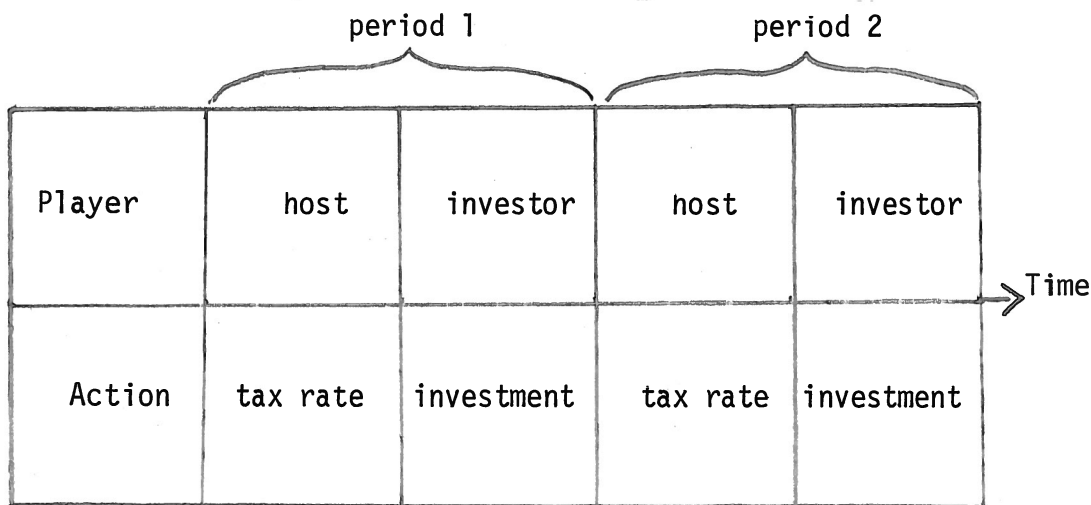 period 1 period 2
Player host investor host investor
Time
Action tax rate investment tax rate investment